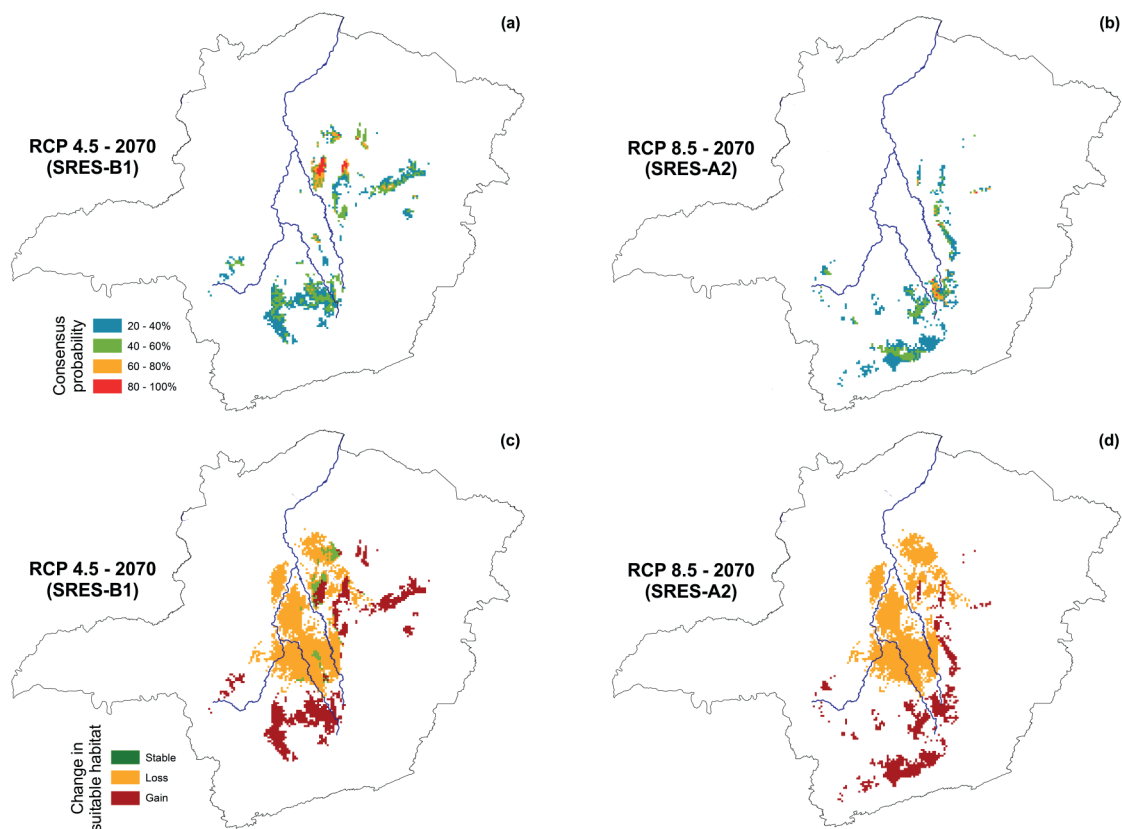 (a)
RCP 4.5 - 2070
(SRES-B1)
Consensus
probability
20 - 40%
40 - 60%
60 - 80%
80 - 100%
(b)
RCP 8.5 - 2070
(SRES-A2)
(c)
RCP 4.5 - 2070
(SRES-B1)
Change in
suitable habitat
Stable
Loss
Gain
(d)
RCP 8.5 - 2070
(SRES-A2)